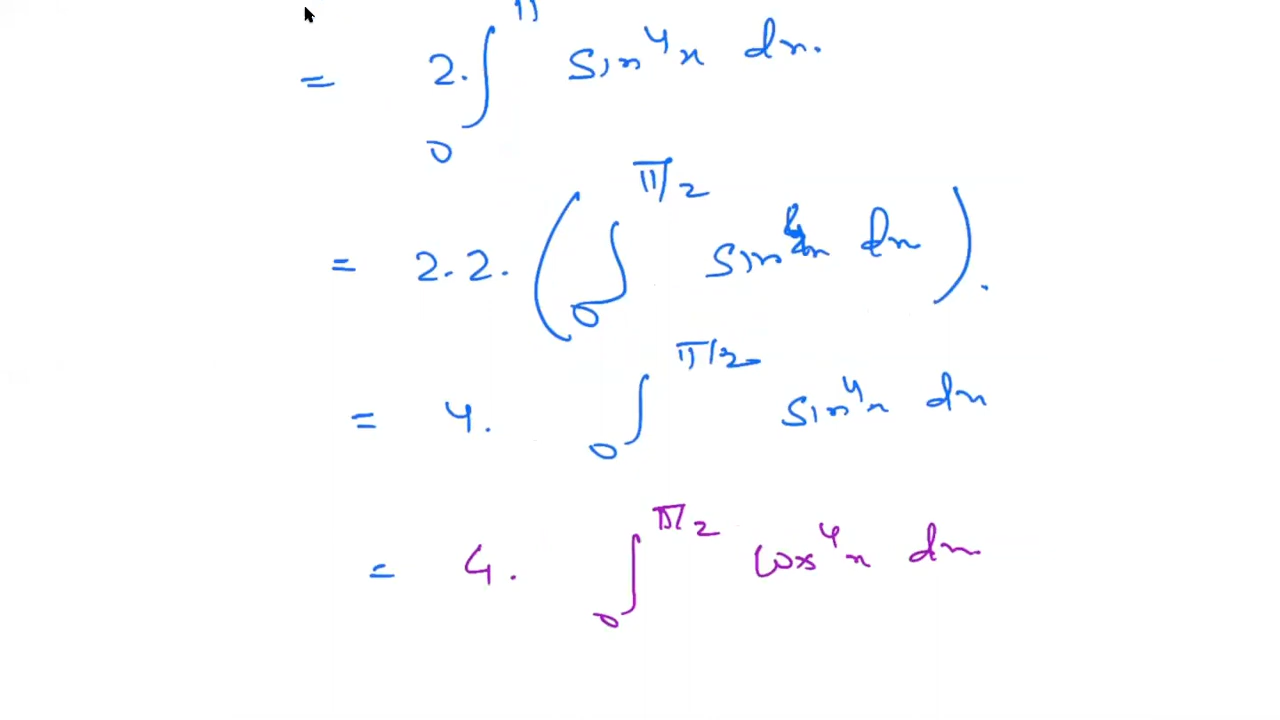 = 2. ∫₀^π sin⁴x dx.
= 2.2. ( ∫₀^{π/2} sin⁴x dx ).
= 4. ∫₀^{π/2} sin⁴x dx
= 4. ∫₀^{π/2} cos⁴x dx